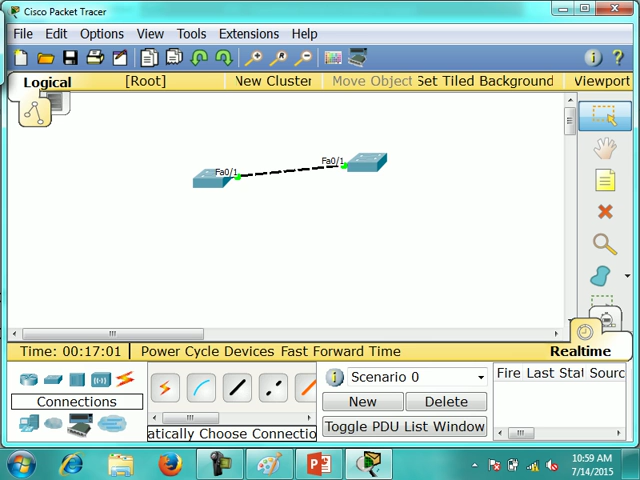 Cisco Packet Tracer
File Edit Options View Tools Extensions Help
Logical [Root] New Cluster Move Object Set Tiled Background Viewport
Fa0/1
Fa0/1
Time: 00:17:01 Power Cycle Devices Fast Forward Time Realtime
Scenario 0
Fire Last Stat Sourc
Connections
New Delete
Toggle PDU List Window
atically Choose Connectio
10:59 AM
7/14/2015